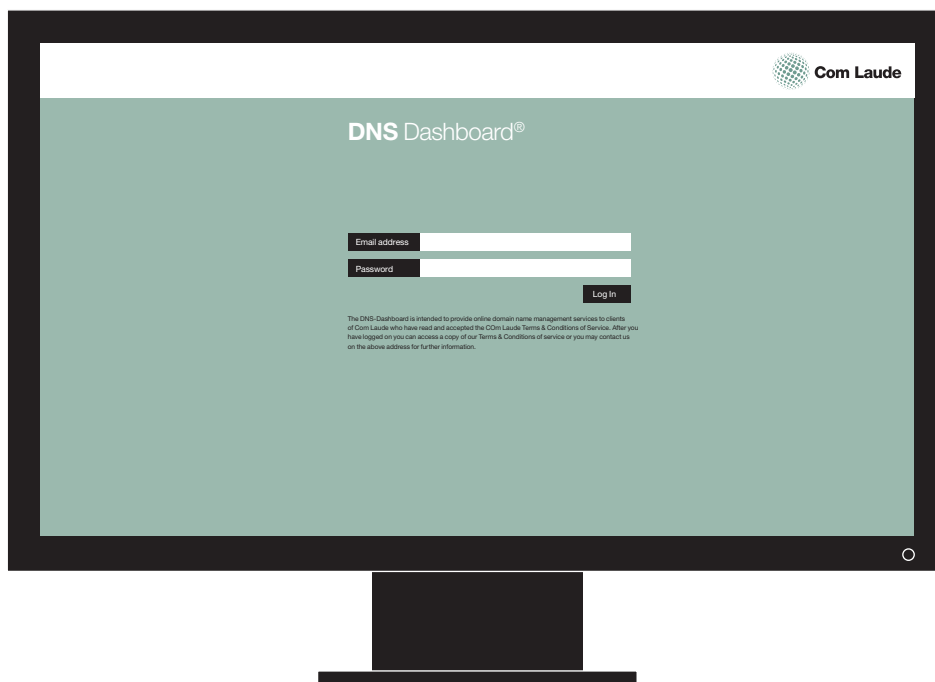 Com Laude
DNS Dashboard®
Email address
Password
Log In
The DNS-Dashboard is intended to provide online domain name management services to clients
of Com Laude who have read and accepted the COm Laude Terms & Conditions of Service. After you
have logged on you can access a copy of our Terms & Conditions of service or you may contact us
on the above address for further information.